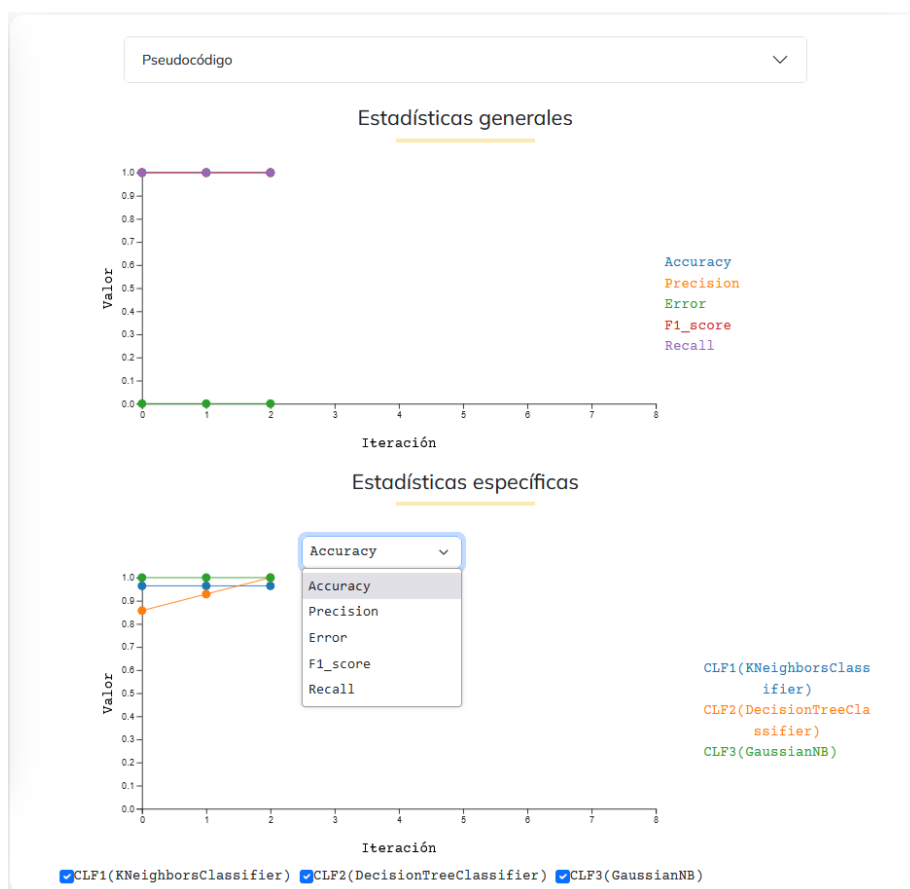 Pseudocódigo
Estadísticas generales
1.0
0.9
0.8
0.7
0.6
0.5
0.4
0.3
0.2
0.1
0.0
Valor
0 1 2 3 4 5 6 7 8
Iteración
Accuracy
Precision
Error
F1_score
Recall
Estadísticas específicas
Accuracy
Accuracy
Precision
Error
F1_score
Recall
1.0
0.9
0.8
0.7
0.6
0.5
0.4
0.3
0.2
0.1
0.0
Valor
0 1 2 3 4 5 6 7 8
Iteración
CLF1(KNeighborsClass
ifier)
CLF2(DecisionTreeCla
ssifier)
CLF3(GaussianNB)
CLF1(KNeighborsClassifier) CLF2(DecisionTreeClassifier) CLF3(GaussianNB)